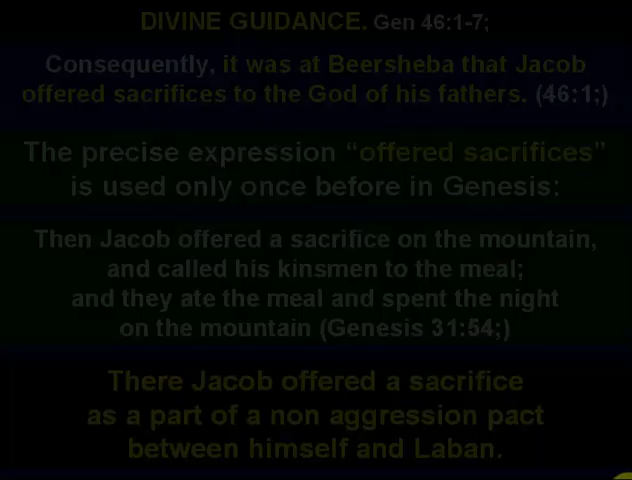 DIVINE GUIDANCE. Gen 46:1-7;
Consequently, it was at Beersheba that Jacob
offered sacrifices to the God of his fathers. (46:1;)
The precise expression “offered sacrifices”
is used only once before in Genesis:
Then Jacob offered a sacrifice on the mountain,
and called his kinsmen to the meal;
and they ate the meal and spent the night
on the mountain (Genesis 31:54;)
There Jacob offered a sacrifice
as a part of a non aggression pact
between himself and Laban.